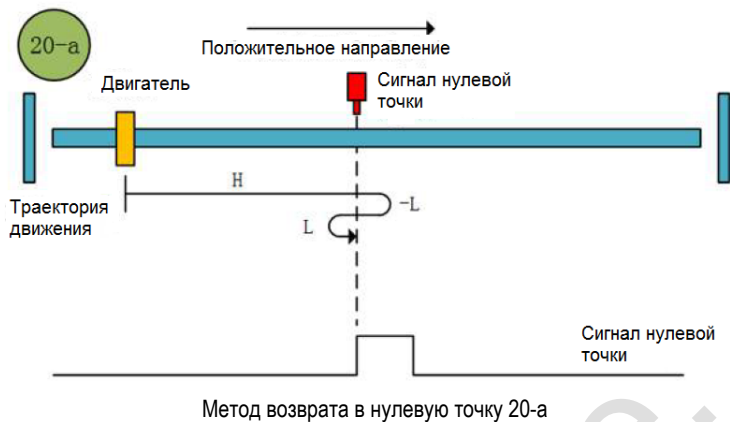 20-a
Положительное направление
Двигатель
Сигнал нулевой
точки
H
-L
Траектория
движения
L
Сигнал нулевой
точки
Метод возврата в нулевую точку 20-а